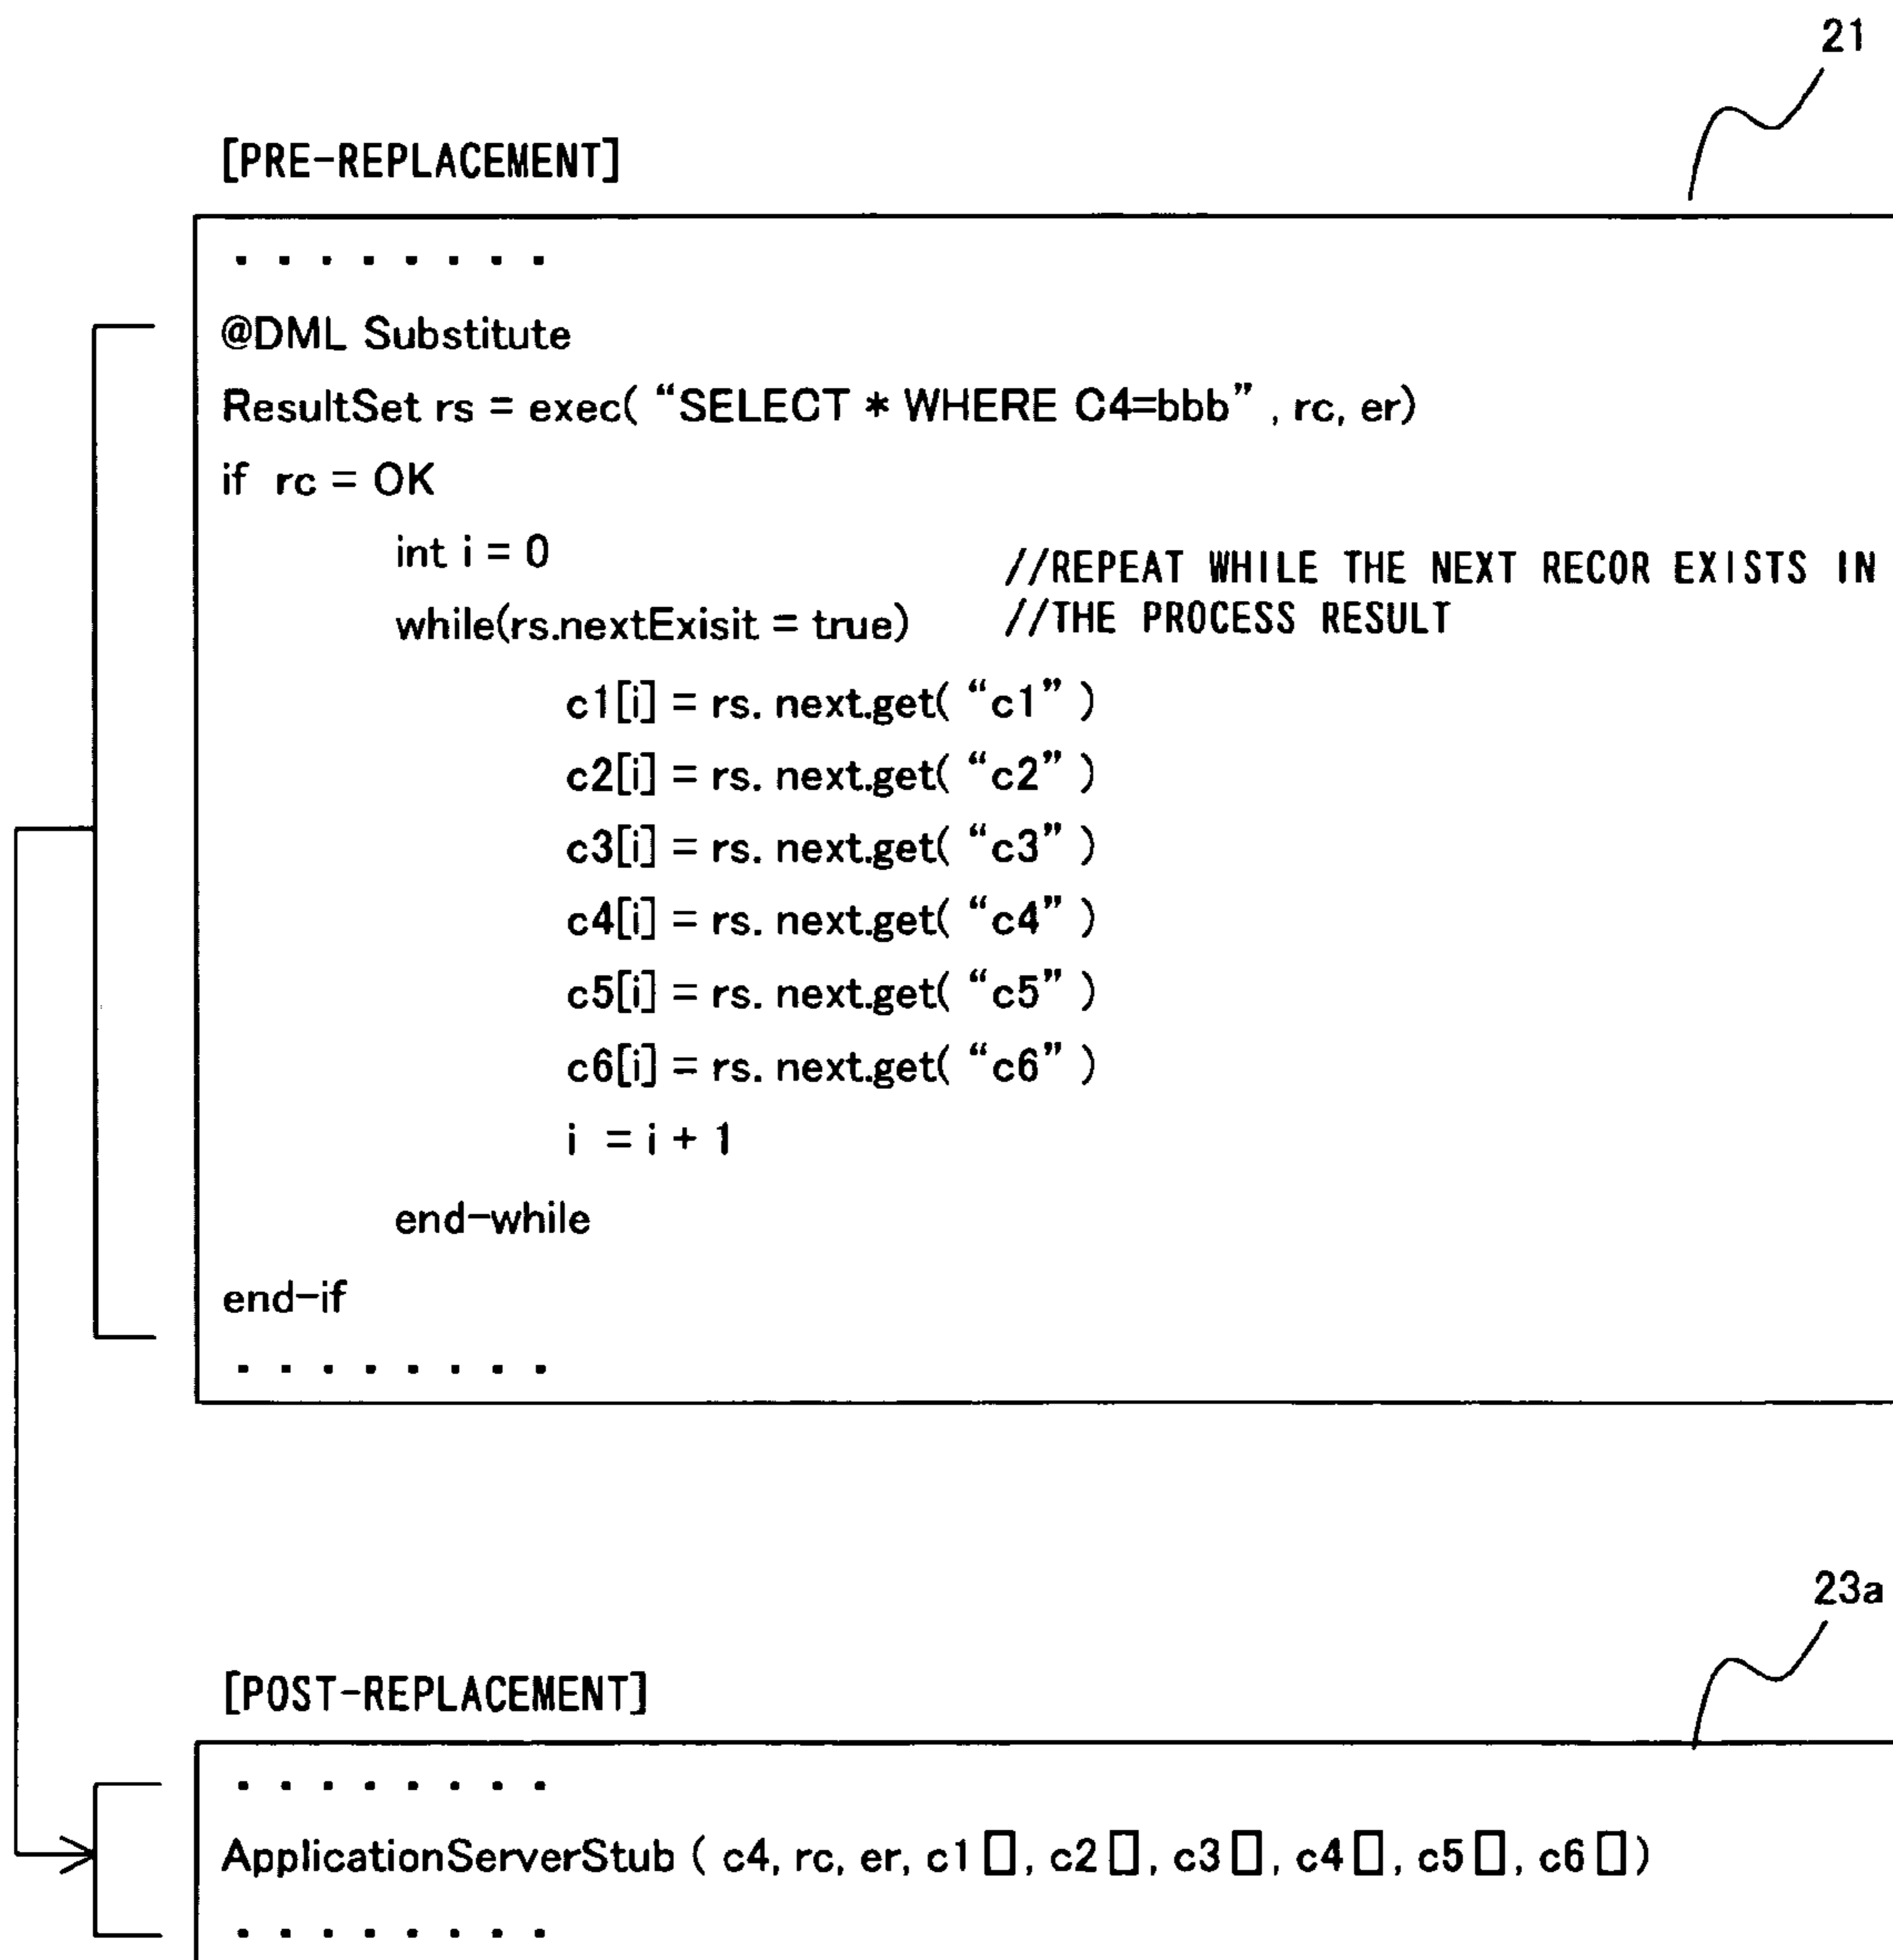 21
[PRE-REPLACEMENT]
. . . . . . . .
@DML Substitute
ResultSet rs = exec( “SELECT * WHERE C4=bbb” , rc, er)
if rc = OK
int i = 0
//REPEAT WHILE THE NEXT RECOR EXISTS IN
while(rs.nextExisit = true) //THE PROCESS RESULT
c1[i] = rs. next.get( “c1” )
c2[i] = rs. next.get( “c2” )
c3[i] = rs. next.get( “c3” )
c4[i] = rs. next.get( “c4” )
c5[i] = rs. next.get( “c5” )
c6[i] = rs. next.get( “c6” )
i = i + 1
end-while
end-if
. . . . . . . .
23a
[POST-REPLACEMENT]
. . . . . . . .
ApplicationServerStub ( c4, rc, er, c1 [], c2 [], c3 [], c4 [], c5 [], c6 [])
. . . . . . . .